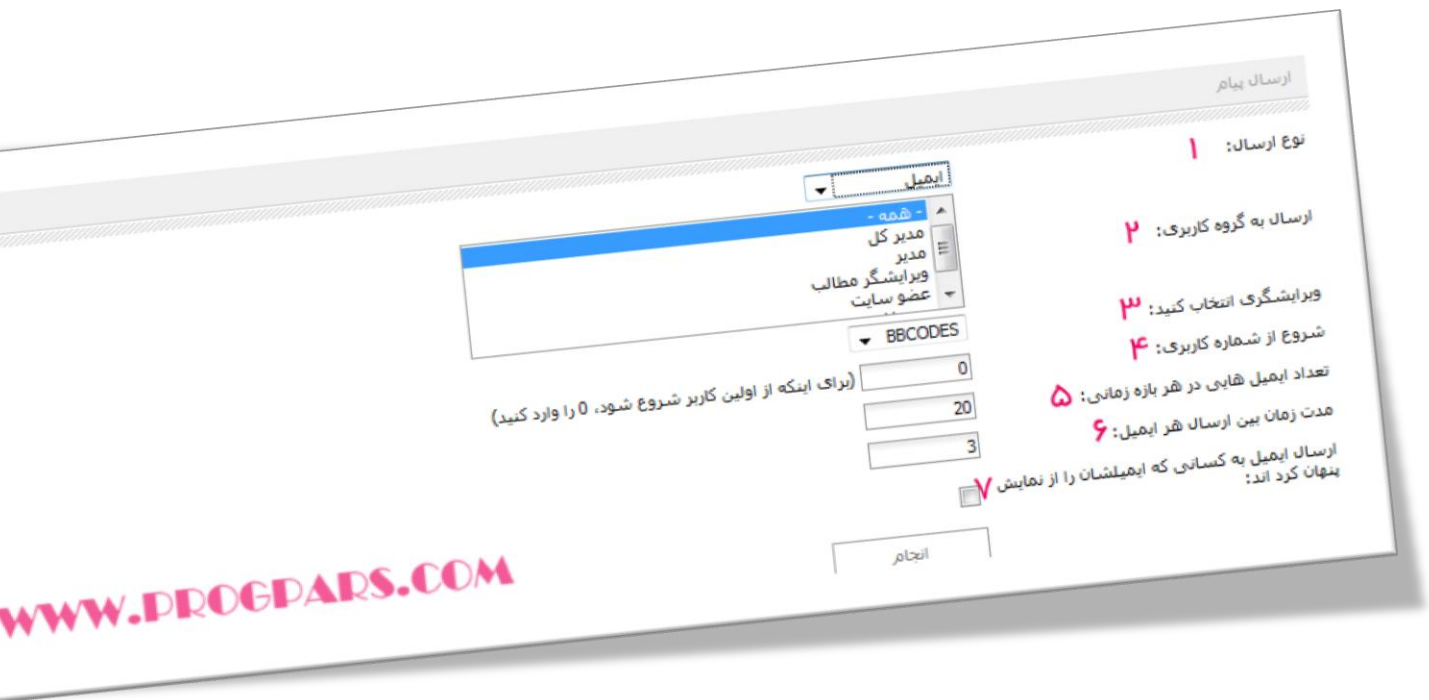 ارسال پیام
نوع ارسال: ۱
ایمیل
ارسال به گروه کاربری: ۲
- همه -
مدیر کل
مدیر
ویرایشگر مطالب
عضو سایت
ویرایشگری انتخاب کنید: ۳
BBCODES
شروع از شماره کاربری: ۴
0 (برای اینکه از اولین کاربر شروع شود، 0 را وارد کنید)
تعداد ایمیل هایی در هر بازه زمانی: ۵
20
مدت زمان بین ارسال هر ایمیل: ۶
3
ارسال ایمیل به کسانی که ایمیلشان را از نمایش ۷
پنهان کرد اند:
انجام
WWW.PROGPARS.COM